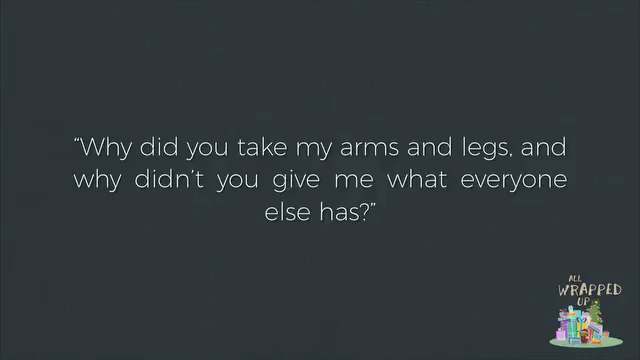 “Why did you take my arms and legs, and
why didn’t you give me what everyone
else has?”
ALL
WRAPPED
UP